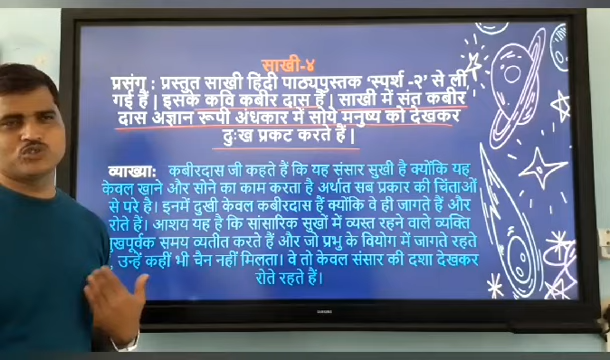 साखी-४
प्रसंग : प्रस्तुत साखी हिंदी पाठ्यपुस्तक ‘स्पर्श -२’ से ली
गई हैं | इसके कवि कबीर दास हैं | साखी में संत कबीर
दास अज्ञान रूपी अंधकार में सोये मनुष्य को देखकर
दुःख प्रकट करते हैं |
व्याख्या: कबीरदास जी कहते हैं कि यह संसार सुखी है क्योंकि यह
केवल खाने और सोने का काम करता है अर्थात सब प्रकार की चिंताओं
से परे है। इनमें दुखी केवल कबीरदास हैं क्योंकि वे ही जागते हैं और
रोते हैं। आशय यह है कि सांसारिक सुखों में व्यस्त रहने वाले व्यक्ति
खपूर्वक समय व्यतीत करते हैं और जो प्रभु के वियोग में जागते रहते
उन्हें कहीं भी चैन नहीं मिलता। वे तो केवल संसार की दशा देखकर
रोते रहते हैं।